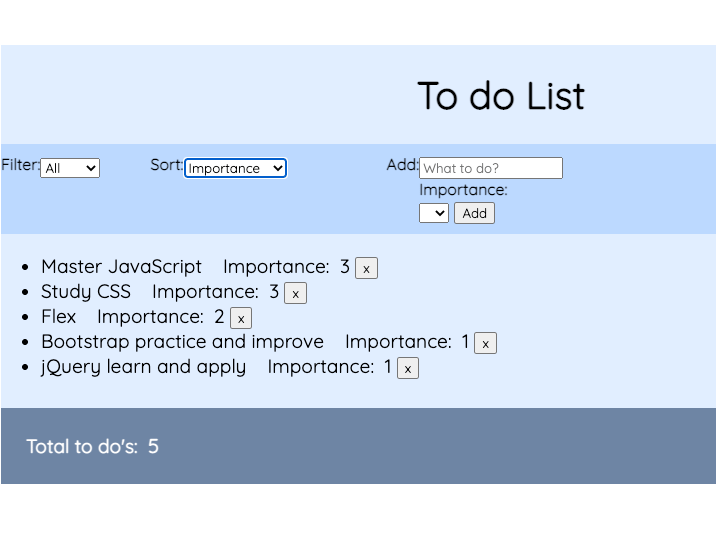 To do List
Filter: All Sort: Importance Add: What to do?
Importance:
Add
Master JavaScript Importance: 3 x
Study CSS Importance: 3 x
Flex Importance: 2 x
Bootstrap practice and improve Importance: 1 x
jQuery learn and apply Importance: 1 x
Total to do's: 5